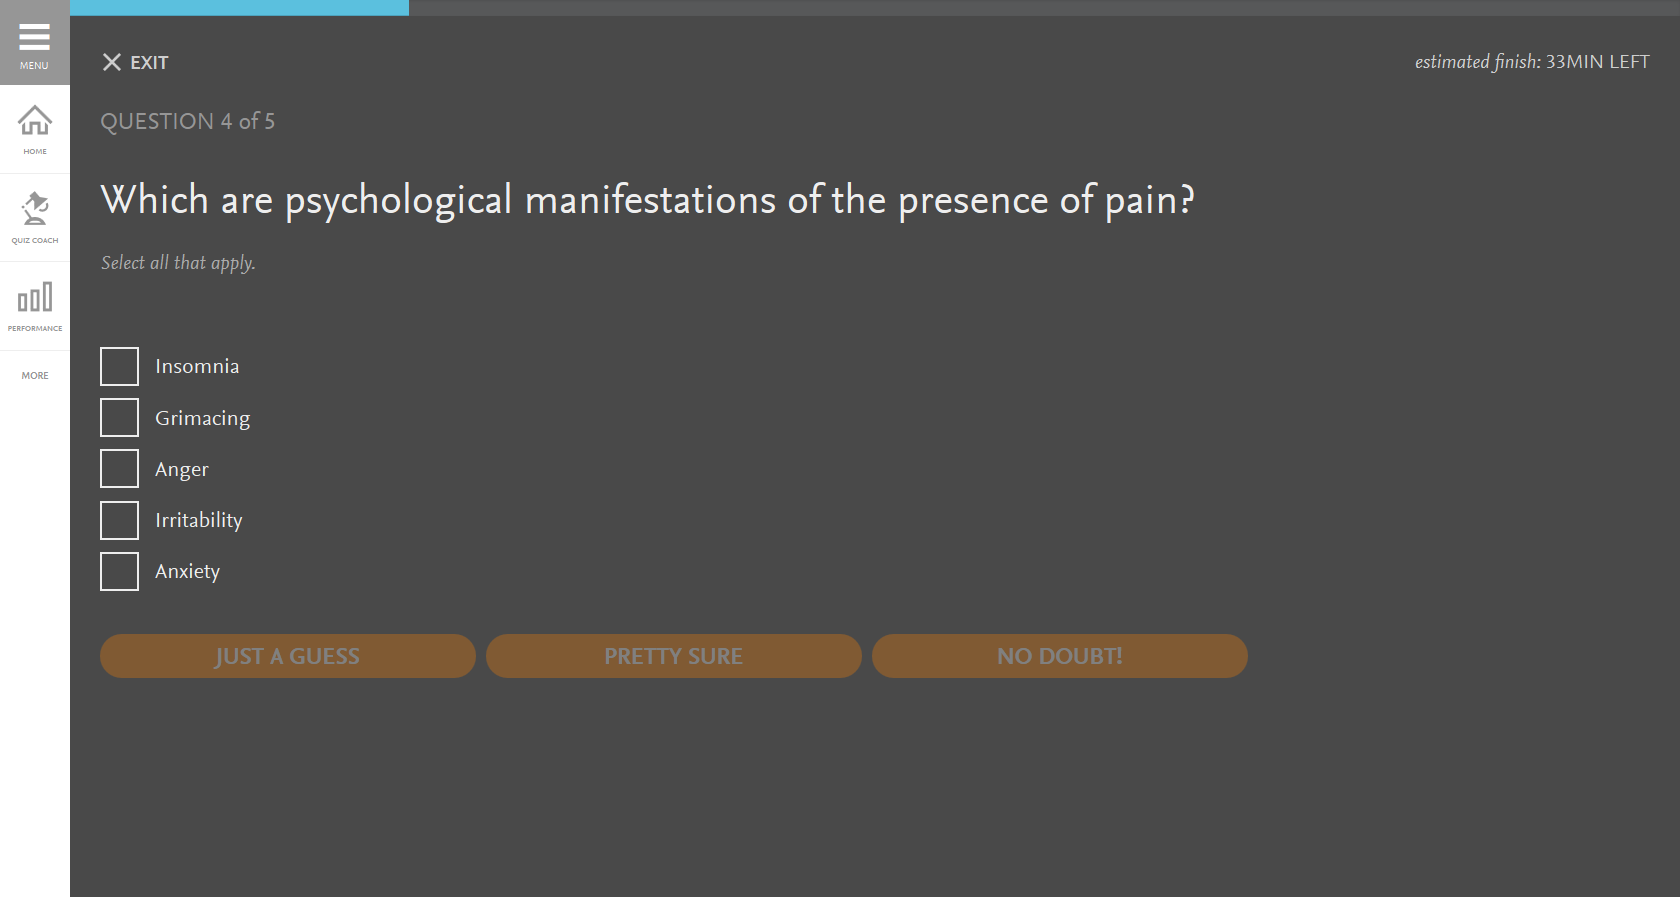 MENU
HOME
QUIZ COACH
PERFORMANCE
MORE
EXIT
estimated finish: 33MIN LEFT
QUESTION 4 of 5
Which are psychological manifestations of the presence of pain?
Select all that apply.
Insomnia
Grimacing
Anger
Irritability
Anxiety
JUST A GUESS
PRETTY SURE
NO DOUBT!